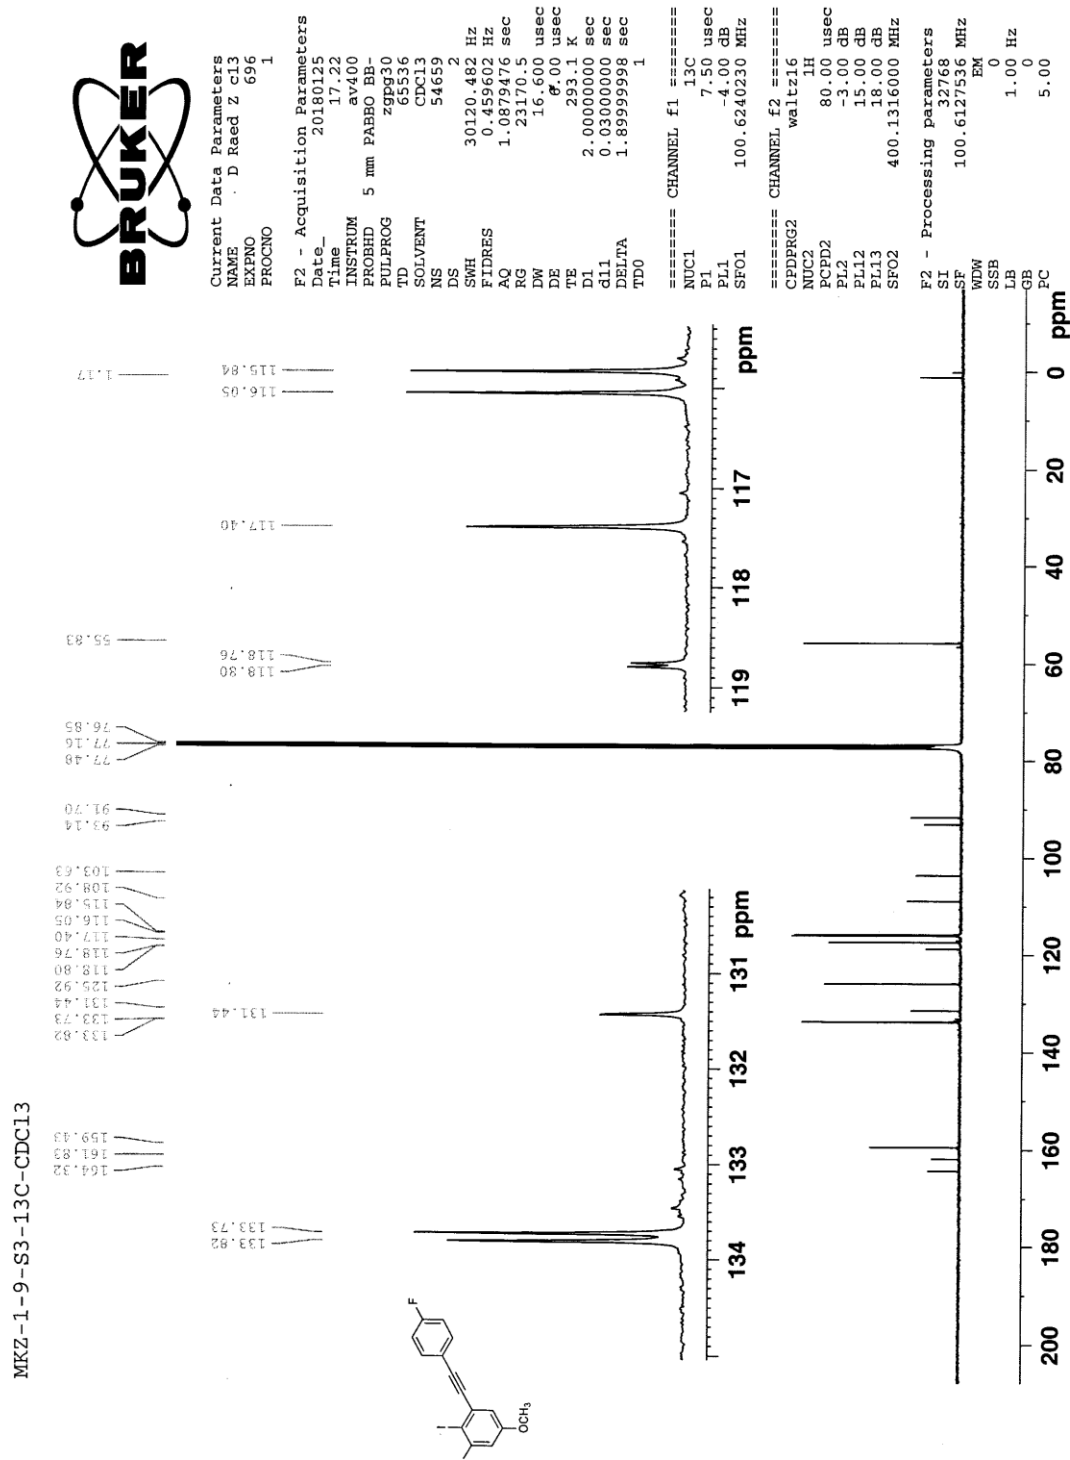 MKZ-1-9-S3-13C-CDCl3
164.32
161.83
159.43
133.82
133.73
131.44
125.92
118.80
118.76
117.40
116.05
115.84
108.92
103.63
93.14
91.70
77.48
77.16
76.85
55.83
1.17
133.82
133.73
131.44
118.80
118.76
117.40
116.05
115.84
134 133 132 131 ppm
119 118 117 ppm
F
OCH3
200 180 160 140 120 100 80 60 40 20 0 ppm
BRUKER
Current Data Parameters
NAME . D Raed Z c13
EXPNO 696
PROCNO 1
F2 - Acquisition Parameters
Date_ 20180125
Time 17.22
INSTRUM av400
PROBHD 5 mm PABBO BB-
PULPROG zgpg30
TD 65536
SOLVENT CDCl3
NS 54659
DS 2
SWH 30120.482 Hz
FIDRES 0.459602 Hz
AQ 1.0879476 sec
RG 23170.5
DW 16.600 usec
DE 6.00 usec
TE 293.1 K
D1 2.00000000 sec
d11 0.03000000 sec
DELTA 1.89999998 sec
TD0 1
======== CHANNEL f1 ========
NUC1 13C
P1 7.50 usec
PL1 -4.00 dB
SFO1 100.6240230 MHz
======== CHANNEL f2 ========
CPDPRG2 waltz16
NUC2 1H
PCPD2 80.00 usec
PL2 -3.00 dB
PL12 15.00 dB
PL13 18.00 dB
SFO2 400.1316000 MHz
F2 - Processing parameters
SI 32768
SF 100.6127536 MHz
WDW EM
SSB 0
LB 1.00 Hz
GB 0
PC 5.00